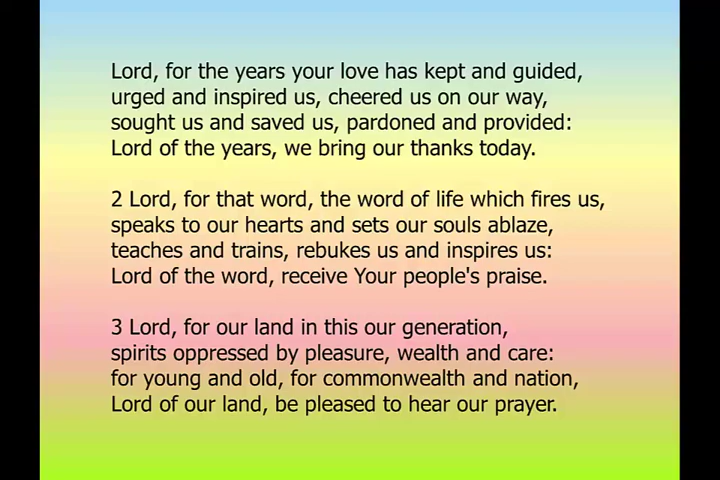 Lord, for the years your love has kept and guided,
urged and inspired us, cheered us on our way,
sought us and saved us, pardoned and provided:
Lord of the years, we bring our thanks today.
2 Lord, for that word, the word of life which fires us,
speaks to our hearts and sets our souls ablaze,
teaches and trains, rebukes us and inspires us:
Lord of the word, receive Your people's praise.
3 Lord, for our land in this our generation,
spirits oppressed by pleasure, wealth and care:
for young and old, for commonwealth and nation,
Lord of our land, be pleased to hear our prayer.